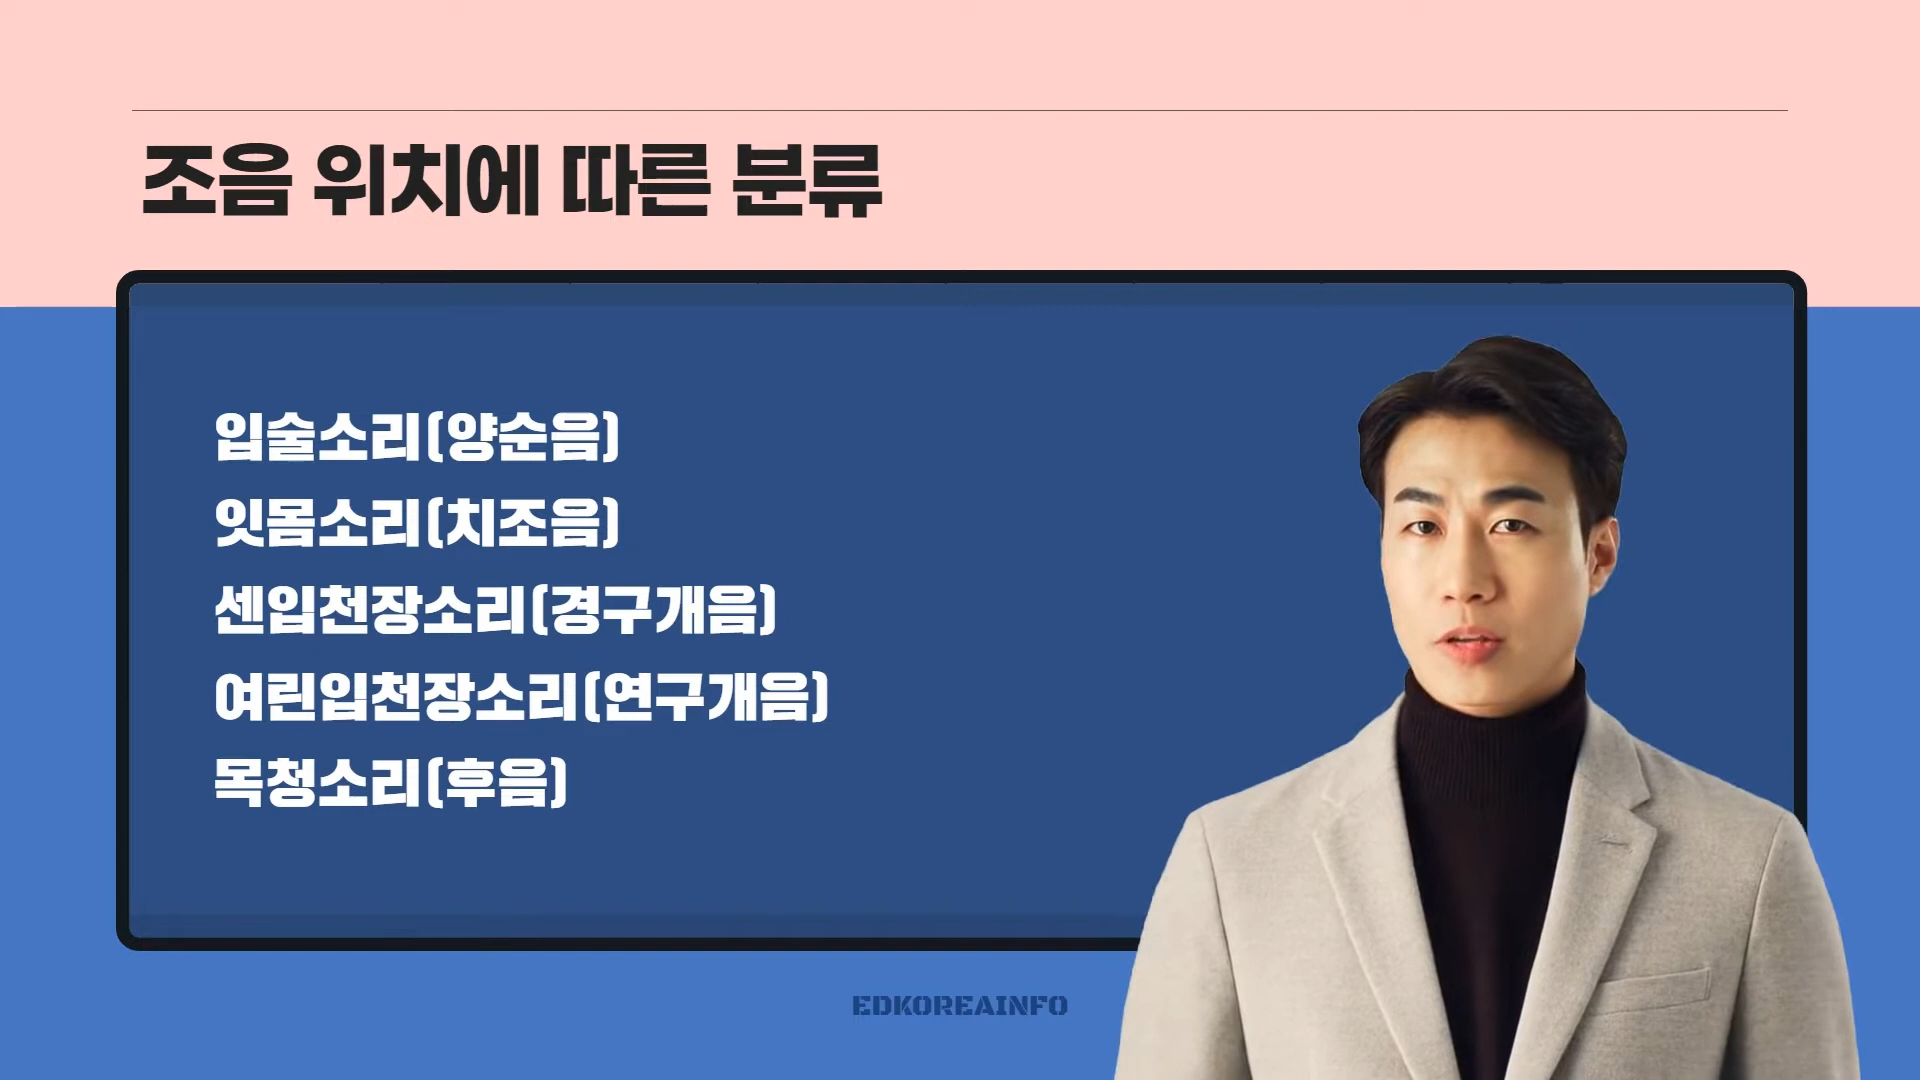 조음 위치에 따른 분류
입술소리(양순음)
잇몸소리(치조음)
센입천장소리(경구개음)
여린입천장소리(연구개음)
목청소리(후음)
EDKOREAINFO